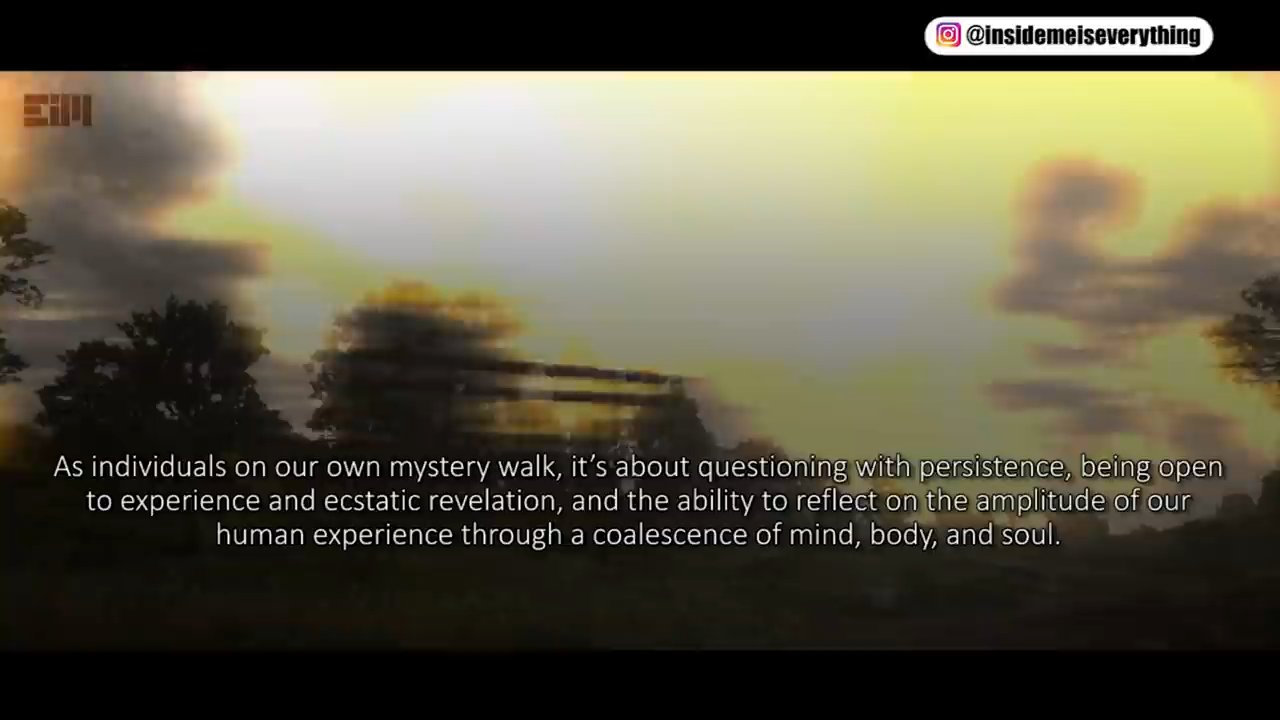 @insidemeiseverything
EiM
As individuals on our own mystery walk, it’s about questioning with persistence, being open
to experience and ecstatic revelation, and the ability to reflect on the amplitude of our
human experience through a coalescence of mind, body, and soul.